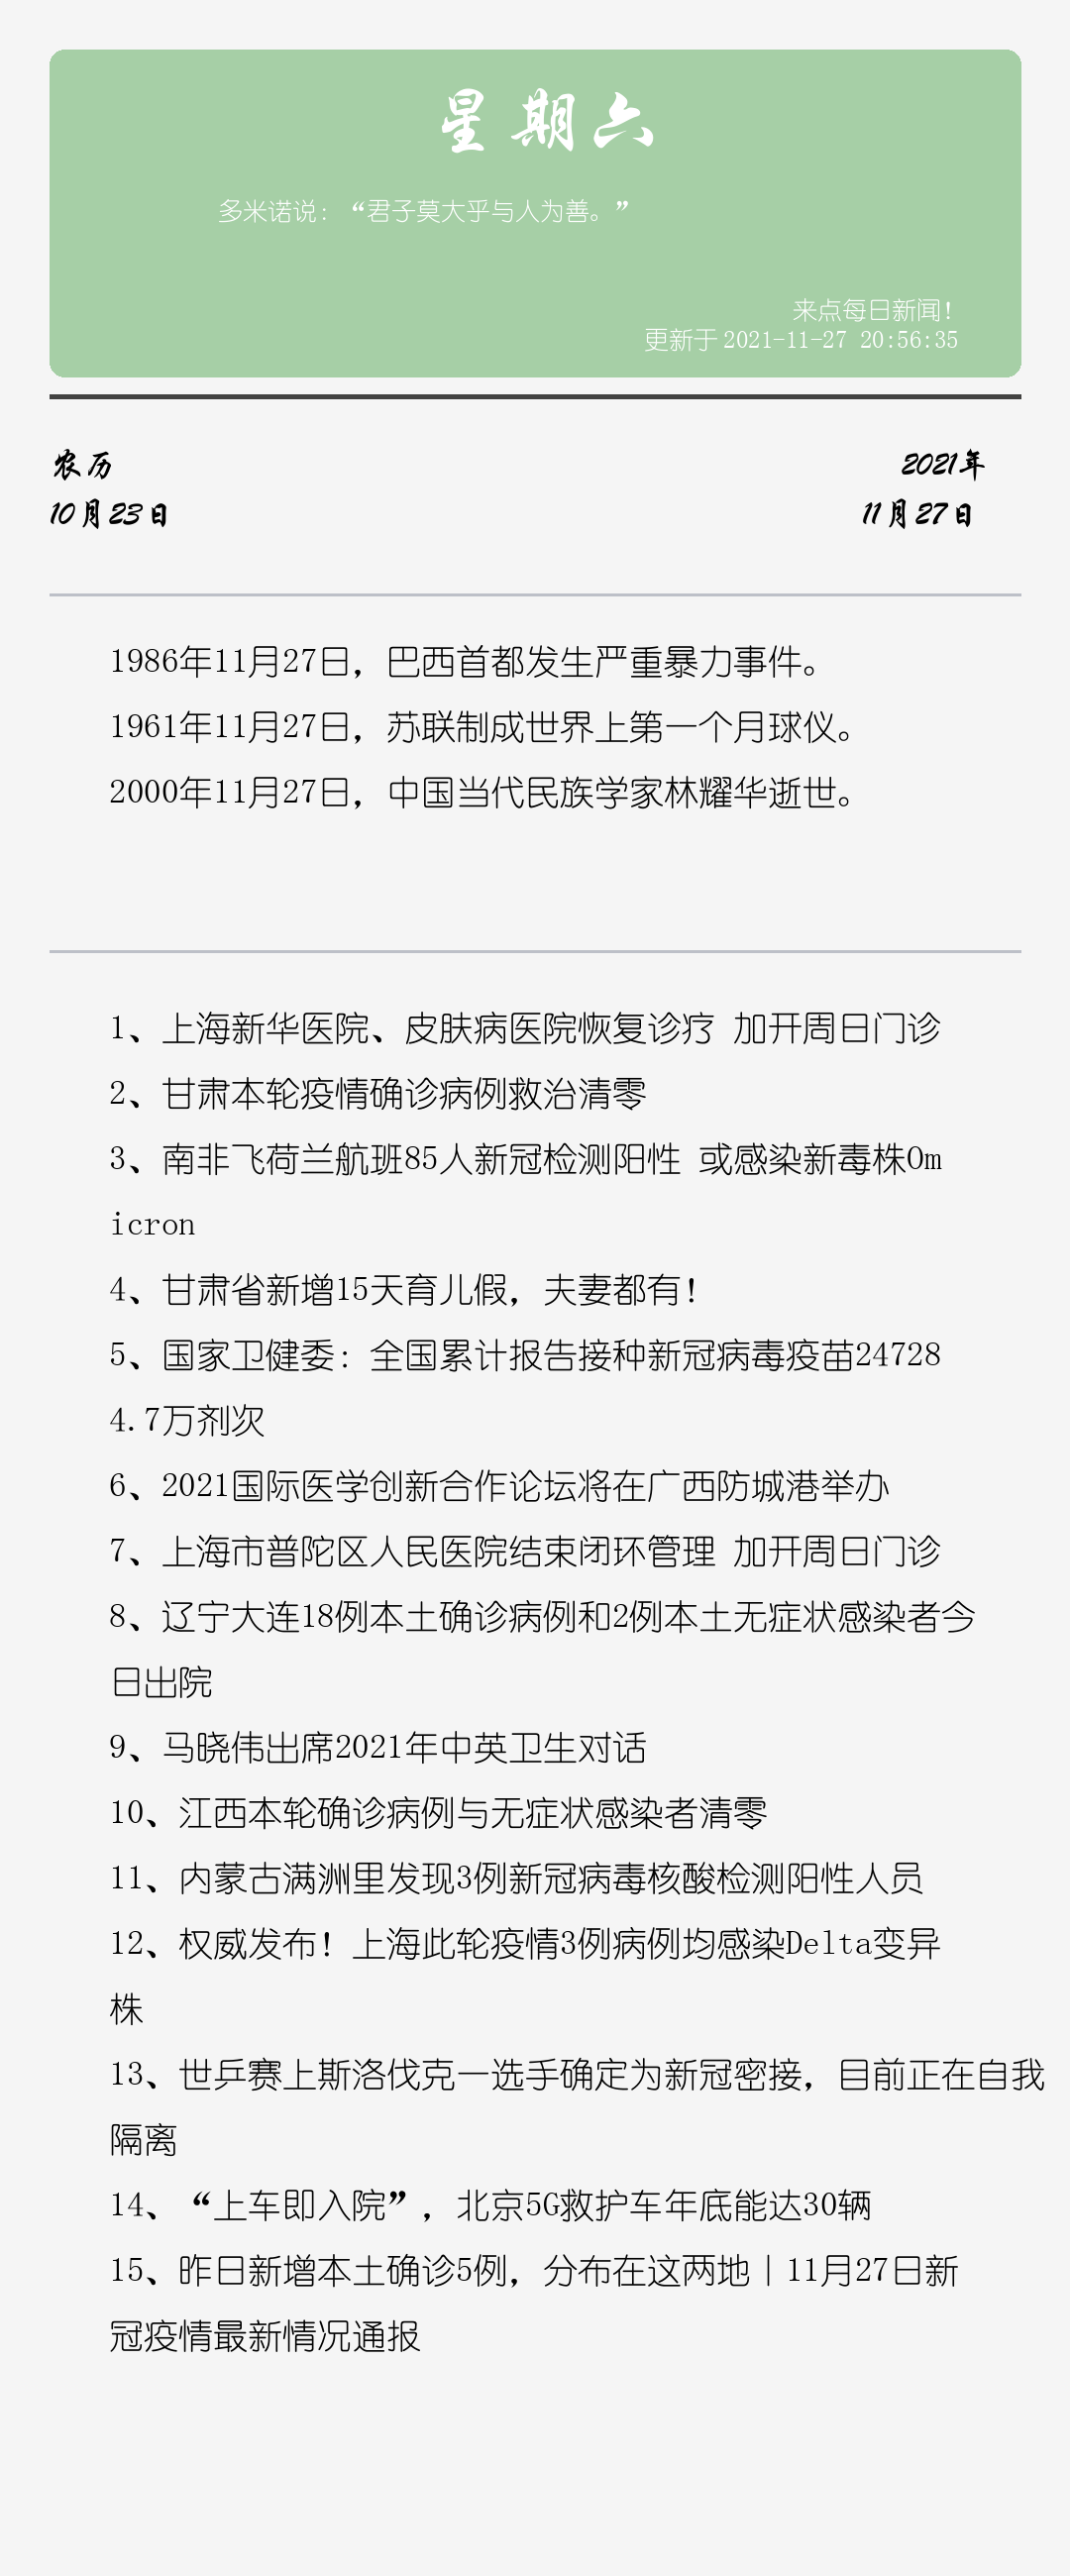 星期六
多米诺说：“君子莫大乎与人为善。”
来点每日新闻！
更新于2021-11-27 20:56:35
农历
10月23日
2021年
11月27日
1986年11月27日，巴西首都发生严重暴力事件。
1961年11月27日，苏联制成世界上第一个月球仪。
2000年11月27日，中国当代民族学家林耀华逝世。
1、上海新华医院、皮肤病医院恢复诊疗 加开周日门诊
2、甘肃本轮疫情确诊病例救治清零
3、南非飞荷兰航班85人新冠检测阳性 或感染新毒株Om
icron
4、甘肃省新增15天育儿假，夫妻都有！
5、国家卫健委：全国累计报告接种新冠病毒疫苗24728
4.7万剂次
6、2021国际医学创新合作论坛将在广西防城港举办
7、上海市普陀区人民医院结束闭环管理 加开周日门诊
8、辽宁大连18例本土确诊病例和2例本土无症状感染者今
日出院
9、马晓伟出席2021年中英卫生对话
10、江西本轮确诊病例与无症状感染者清零
11、内蒙古满洲里发现3例新冠病毒核酸检测阳性人员
12、权威发布！上海此轮疫情3例病例均感染Delta变异
株
13、世乒赛上斯洛伐克一选手确定为新冠密接，目前正在自我
隔离
14、“上车即入院”，北京5G救护车年底能达30辆
15、昨日新增本土确诊5例，分布在这两地｜11月27日新
冠疫情最新情况通报